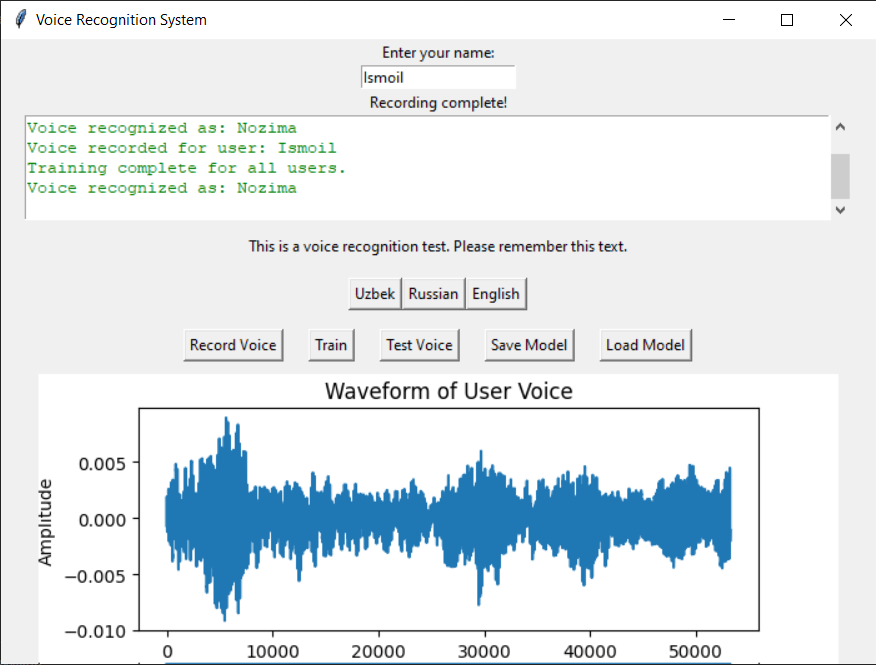 Voice Recognition System
Enter your name:
Ismoil
Recording complete!
Voice recognized as: Nozima
Voice recorded for user: Ismoil
Training complete for all users.
Voice recognized as: Nozima
This is a voice recognition test. Please remember this text.
Uzbek Russian English
Record Voice Train Test Voice Save Model Load Model
Waveform of User Voice
Amplitude
0.005
0.000
−0.005
−0.010
0 10000 20000 30000 40000 50000